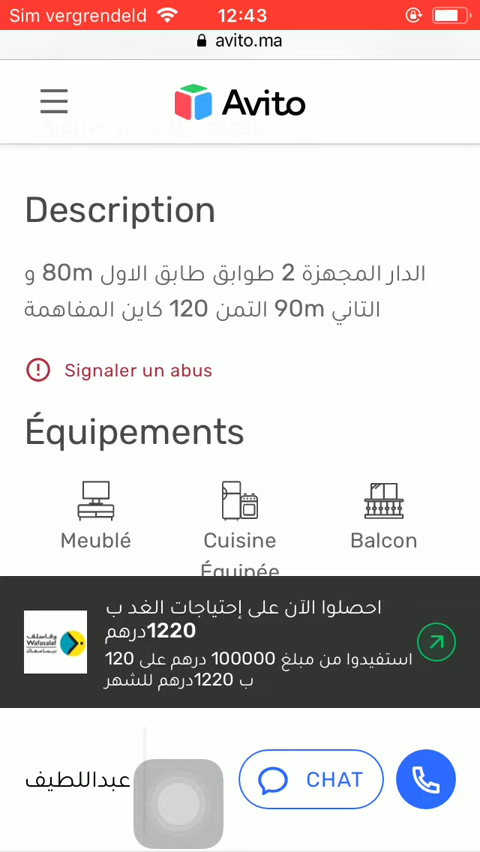 Sim vergrendeld 12:43
avito.ma
Avito
Description
الدار المجهزة 2 طوابق طابق الاول 80m و
التاني 90m التمن 120 كاين المفاهمة
Signaler un abus
Équipements
Meublé
Cuisine
Équipée
Balcon
وفاسلف
Wafasalaf
احصلوا الآن على إحتياجات الغد ب
1220درهم
استفيدوا من مبلغ 100000 درهم على 120
ب 1220درهم للشهر
عبداللطيف
CHAT